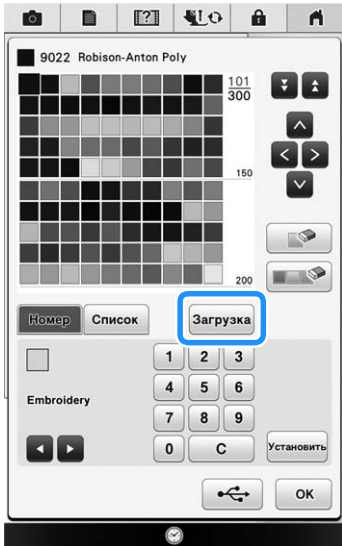 9022 Robison-Anton Poly
101
300
150
200
Номер Список Загрузка
1 2 3
Embroidery
4 5 6
7 8 9
0 C Установить
OK